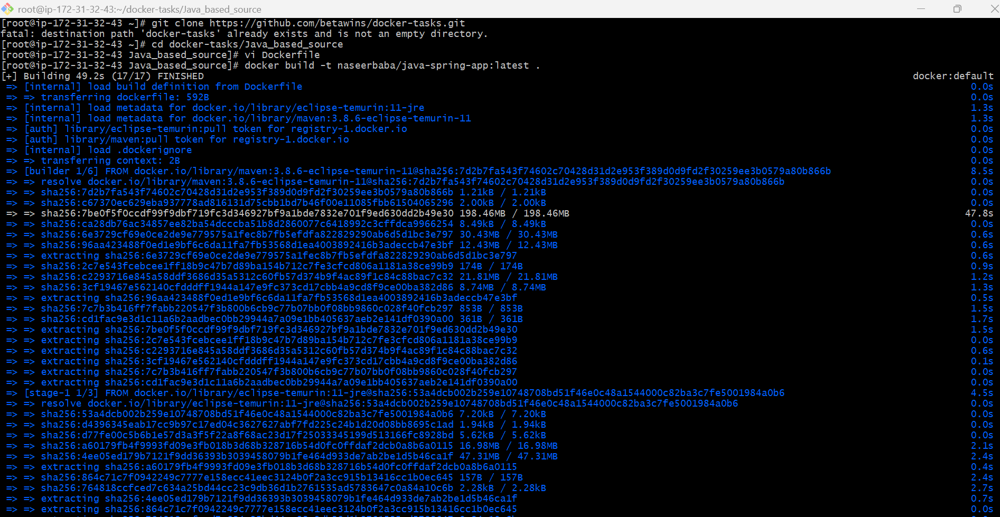 root@ip-172-31-32-43:~/docker-tasks/Java_based_source
[root@ip-172-31-32-43 ~]# git clone https://github.com/betawins/docker-tasks.git
fatal: destination path 'docker-tasks' already exists and is not an empty directory.
[root@ip-172-31-32-43 ~]# cd docker-tasks/Java_based_source
[root@ip-172-31-32-43 Java_based_source]# vi Dockerfile
[root@ip-172-31-32-43 Java_based_source]# docker build -t naseerbaba/java-spring-app:latest .
[+] Building 49.2s (17/17) FINISHED docker:default
=> [internal] load build definition from Dockerfile 0.0s
=> => transferring dockerfile: 592B 0.0s
=> [internal] load metadata for docker.io/library/eclipse-temurin:11-jre 1.3s
=> [internal] load metadata for docker.io/library/maven:3.8.6-eclipse-temurin-11 1.3s
=> [auth] library/eclipse-temurin:pull token for registry-1.docker.io 0.0s
=> [auth] library/maven:pull token for registry-1.docker.io 0.0s
=> [internal] load .dockerignore 0.0s
=> => transferring context: 2B 0.0s
=> [builder 1/6] FROM docker.io/library/maven:3.8.6-eclipse-temurin-11@sha256:7d2b7fa543f74602c70428d31d2e953f389d0d9fd2f30259ee3b0579a80b866b 8.5s
=> => resolve docker.io/library/maven:3.8.6-eclipse-temurin-11@sha256:7d2b7fa543f74602c70428d31d2e953f389d0d9fd2f30259ee3b0579a80b866b 0.0s
=> => sha256:7d2b7fa543f74602c70428d31d2e953f389d0d9fd2f30259ee3b0579a80b866b 1.21kB / 1.21kB 0.0s
=> => sha256:c67370ec629eba937778ad816131d75cbb1bd7b46f00e11085fbb61504065296 2.00kB / 2.00kB 0.0s
=> => sha256:7be0f5f0ccdf99f9dbf719fc3d346927bf9a1bde7832e701f9ed630dd2b49e30 198.46MB / 198.46MB 47.8s
=> => sha256:ca28db76ac34857ee82ba54dcccba51b8d2860077c6418992c3cffdca9966254 8.49kB / 8.49kB 0.0s
=> => sha256:6e3729cf69e0ce2de9e779575a1fec8b7fb5efdfa822829290ab6d5d1bc3e797 30.43MB / 30.43MB 0.6s
=> => sha256:96aa423488f0ed1e9bf6c6da11fa7fb53568d1ea4003892416b3adeccb47e3bf 12.43MB / 12.43MB 0.6s
=> => extracting sha256:6e3729cf69e0ce2de9e779575a1fec8b7fb5efdfa822829290ab6d5d1bc3e797 0.6s
=> => sha256:2c7e543fcebcee1ff18b9c47b7d89ba154b712c7fe3cfcd806a1181a38ce99b9 174B / 174B 0.9s
=> => sha256:c2293716e845a58ddf3686d35a5312c60fb57d374b9f4ac89f1c84c88bac7c32 21.81MB / 21.81MB 1.2s
=> => sha256:3cf19467e562140cfdddff1944a147e9fc373cd17cbb4a9cd8f9ce00ba382d86 8.74MB / 8.74MB 1.3s
=> => extracting sha256:96aa423488f0ed1e9bf6c6da11fa7fb53568d1ea4003892416b3adeccb47e3bf 0.5s
=> => sha256:7c7b3b416ff7fabb220547f3b800b6cb9c77b07bb0f08bb9860c028f40fcb297 853B / 853B 1.5s
=> => sha256:cd1fac9e3d1c11a6b2aadbec0bb29944a7a09e1bb405637aeb2e141df0390a00 361B / 361B 1.7s
=> => extracting sha256:7be0f5f0ccdf99f9dbf719fc3d346927bf9a1bde7832e701f9ed630dd2b49e30 1.5s
=> => extracting sha256:2c7e543fcebcee1ff18b9c47b7d89ba154b712c7fe3cfcd806a1181a38ce99b9 0.0s
=> => extracting sha256:c2293716e845a58ddf3686d35a5312c60fb57d374b9f4ac89f1c84c88bac7c32 0.6s
=> => extracting sha256:3cf19467e562140cfdddff1944a147e9fc373cd17cbb4a9cd8f9ce00ba382d86 0.1s
=> => extracting sha256:7c7b3b416ff7fabb220547f3b800b6cb9c77b07bb0f08bb9860c028f40fcb297 0.0s
=> => extracting sha256:cd1fac9e3d1c11a6b2aadbec0bb29944a7a09e1bb405637aeb2e141df0390a00 0.0s
=> [stage-1 1/3] FROM docker.io/library/eclipse-temurin:11-jre@sha256:53a4dcb002b259e10748708bd51f46e0c48a1544000c82ba3c7fe5001984a0b6 4.5s
=> => resolve docker.io/library/eclipse-temurin:11-jre@sha256:53a4dcb002b259e10748708bd51f46e0c48a1544000c82ba3c7fe5001984a0b6 0.0s
=> => sha256:53a4dcb002b259e10748708bd51f46e0c48a1544000c82ba3c7fe5001984a0b6 7.20kB / 7.20kB 0.0s
=> => sha256:d4396345eab17cc9b97c17ed04c3627627abf7fd225c24b1d20d08bb8695c1ad 1.94kB / 1.94kB 0.0s
=> => sha256:d77fe00c5b6b1e57d3a3f5f22a8f68ac23d17f25033345199d513166fc8928bd 5.62kB / 5.62kB 0.0s
=> => sha256:a60179fb4f9993fd09e3fb018b3d68b328716b54d0fc0ffdaf2dcb0a8b6a0115 16.98MB / 16.98MB 2.1s
=> => sha256:4ee05ed179b7121f9dd36393b3039458079b1fe464d933de7ab2be1d5b46ca1f 47.31MB / 47.31MB 2.4s
=> => extracting sha256:a60179fb4f9993fd09e3fb018b3d68b328716b54d0fc0ffdaf2dcb0a8b6a0115 0.4s
=> => sha256:864c71c7f0942249c7777e158ecc41eec3124b0f2a3cc915b13416cc1b0ec645 157B / 157B 2.4s
=> => sha256:764818ccfced7c634a25bd44cc23c9db36d1b2761535ad5783647c0a84a10c6b 2.28kB / 2.28kB 2.7s
=> => extracting sha256:4ee05ed179b7121f9dd36393b3039458079b1fe464d933de7ab2be1d5b46ca1f 0.7s
=> => extracting sha256:864c71c7f0942249c7777e158ecc41eec3124b0f2a3cc915b13416cc1b0ec645 0.0s